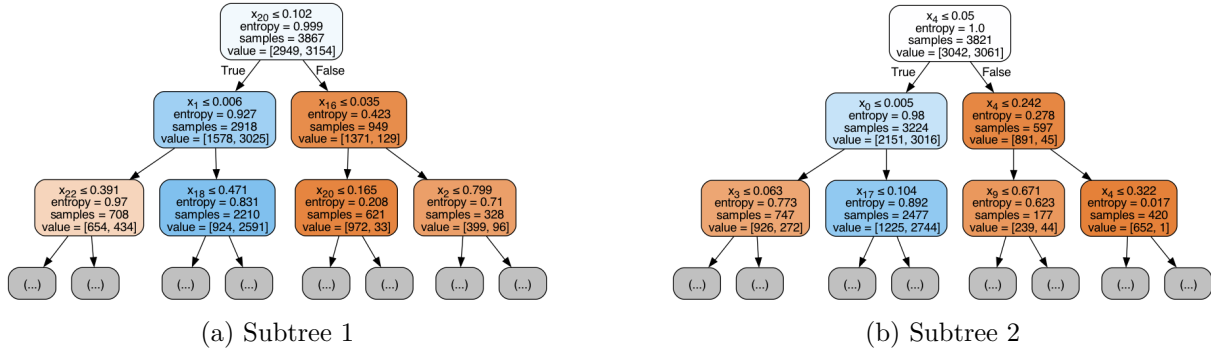 x20 ≤ 0.102
entropy = 0.999
samples = 3867
value = [2949, 3154]
True
False
x1 ≤ 0.006
entropy = 0.927
samples = 2918
value = [1578, 3025]
x16 ≤ 0.035
entropy = 0.423
samples = 949
value = [1371, 129]
x22 ≤ 0.391
entropy = 0.97
samples = 708
value = [654, 434]
x18 ≤ 0.471
entropy = 0.831
samples = 2210
value = [924, 2591]
x20 ≤ 0.165
entropy = 0.208
samples = 621
value = [972, 33]
x2 ≤ 0.799
entropy = 0.71
samples = 328
value = [399, 96]
(...)
(...)
(...)
(...)
(...)
(...)
(...)
(...)
(a) Subtree 1
x4 ≤ 0.05
entropy = 1.0
samples = 3821
value = [3042, 3061]
True
False
x0 ≤ 0.005
entropy = 0.98
samples = 3224
value = [2151, 3016]
x4 ≤ 0.242
entropy = 0.278
samples = 597
value = [891, 45]
x3 ≤ 0.063
entropy = 0.773
samples = 747
value = [926, 272]
x17 ≤ 0.104
entropy = 0.892
samples = 2477
value = [1225, 2744]
x9 ≤ 0.671
entropy = 0.623
samples = 177
value = [239, 44]
x4 ≤ 0.322
entropy = 0.017
samples = 420
value = [652, 1]
(...)
(...)
(...)
(...)
(...)
(...)
(...)
(...)
(b) Subtree 2